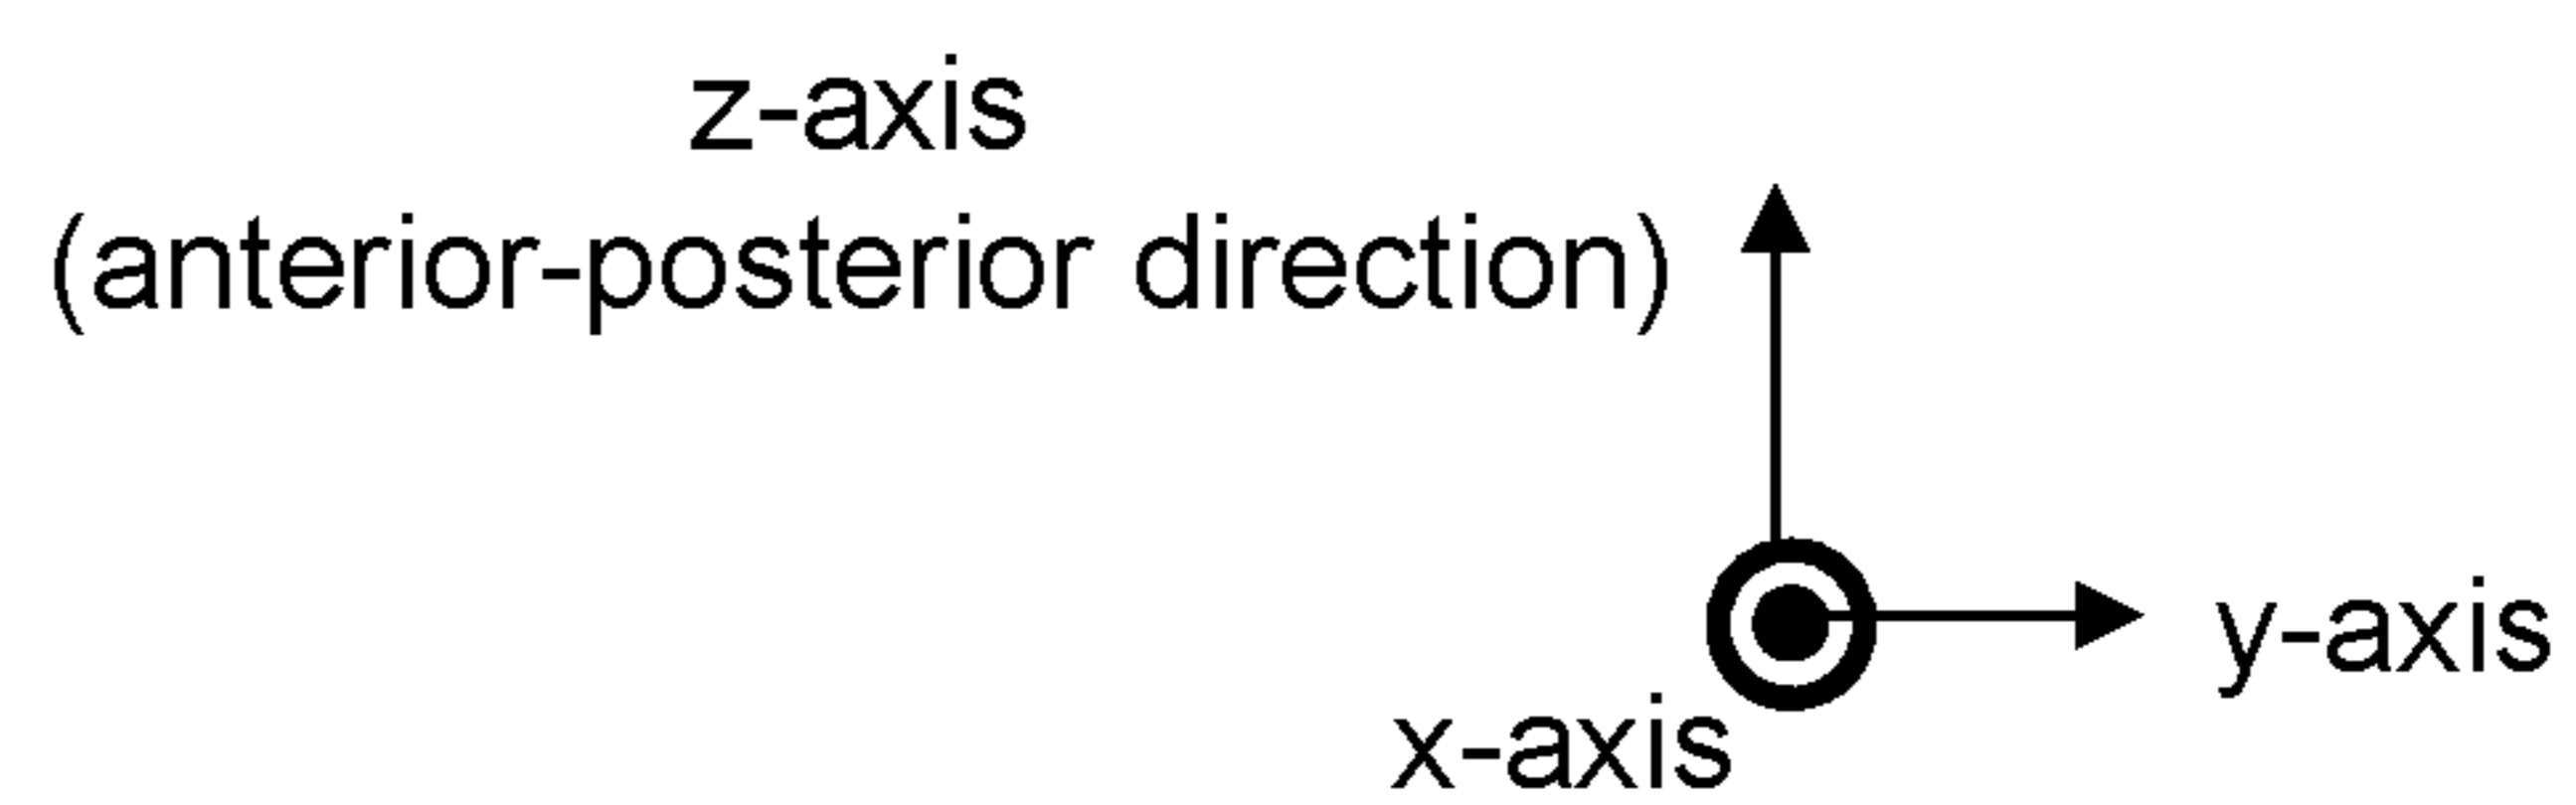 z-axis
(anterior-posterior direction)
y-axis
x-axis